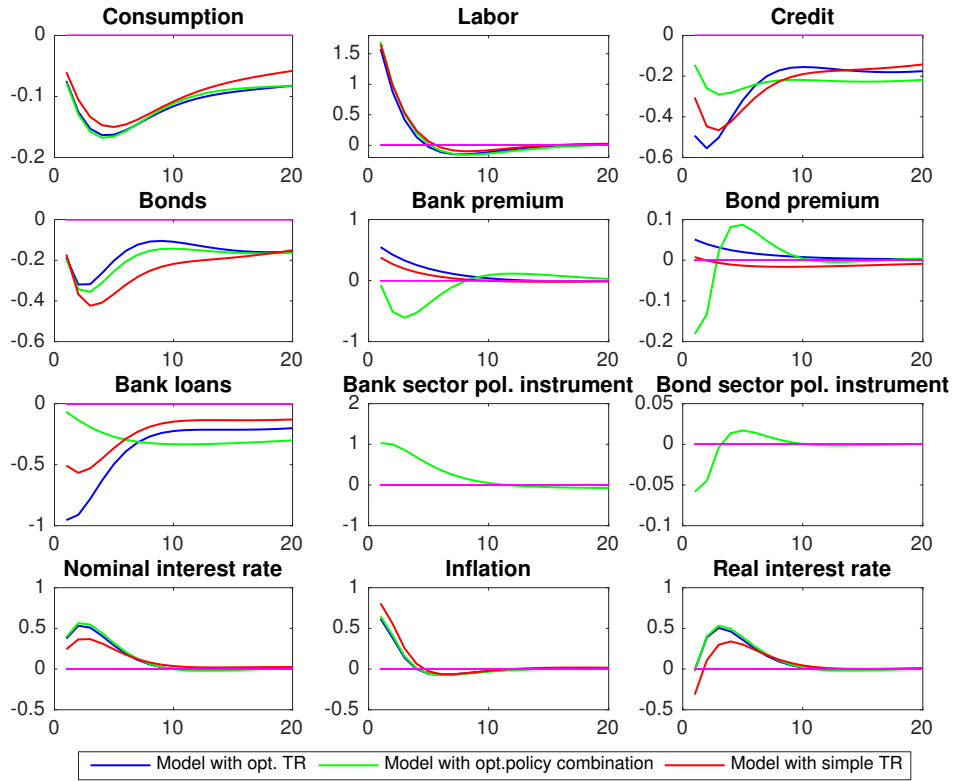 Consumption Labor Credit
0 1.5 0
-0.1 1 -0.2
0.5 -0.4
-0.2 0 -0.6
0 10 20 0 10 20 0 10 20
Bonds Bank premium Bond premium
0 1 0.1
-0.2 0 0
-0.4 -0.1
-0.6 -1 -0.2
0 10 20 0 10 20 0 10 20
Bank loans Bank sector pol. instrument Bond sector pol. instrument
0 2 0.05
-0.5 1 0
0 -0.05
-1 -1 -0.1
0 10 20 0 10 20 0 10 20
Nominal interest rate Inflation Real interest rate
1 1 1
0.5 0.5 0.5
0 0 0
-0.5 -0.5 -0.5
0 10 20 0 10 20 0 10 20
Model with opt. TR Model with opt.policy combination Model with simple TR